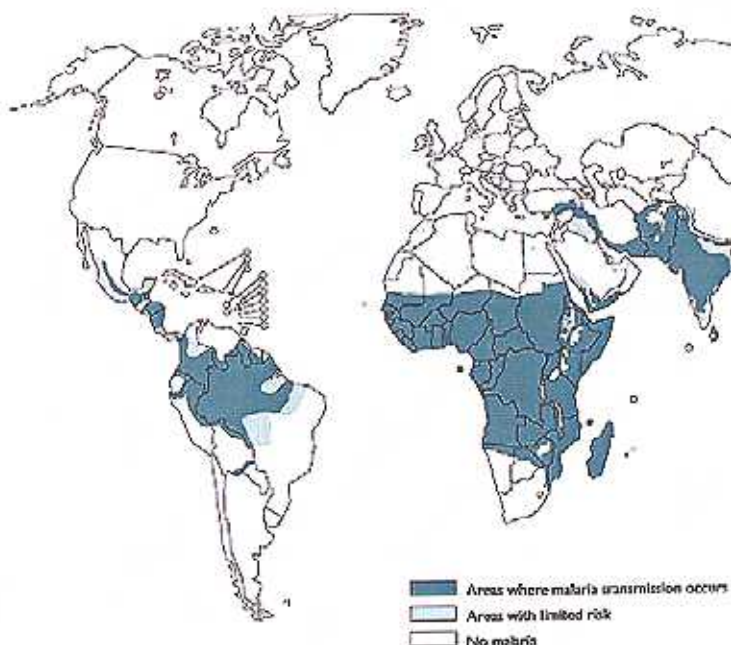 Areas where malaria transmission occurs
Areas with limited risk
No malaria